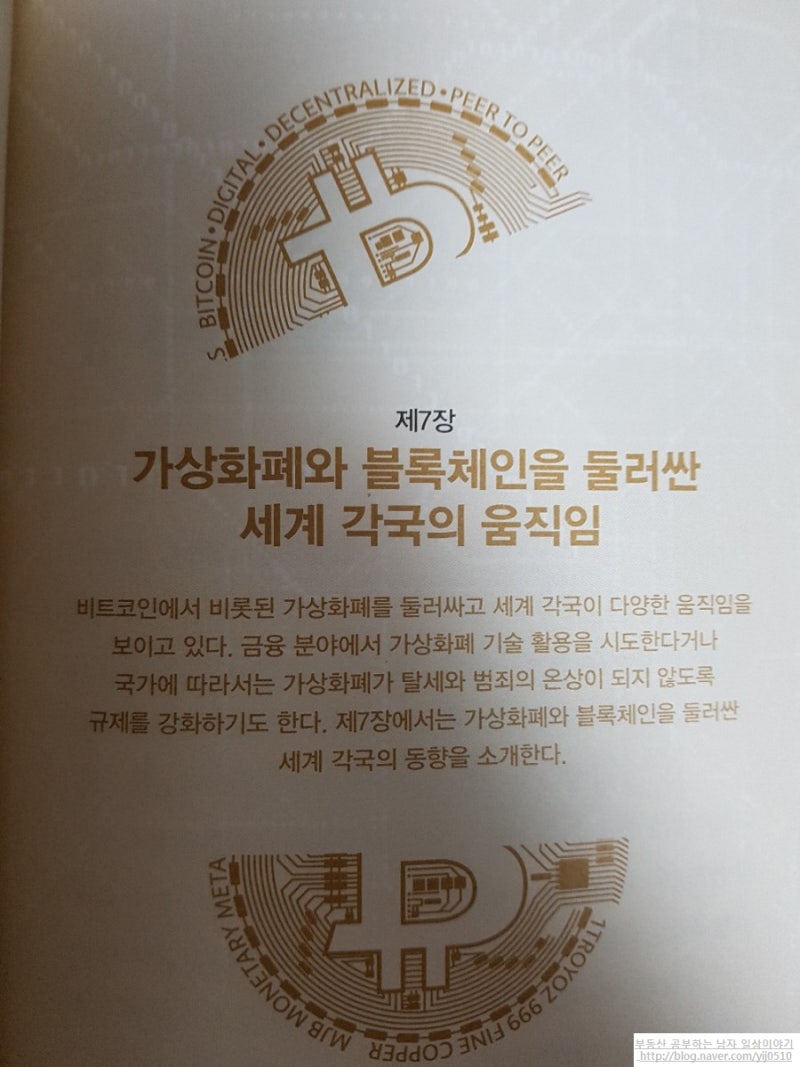 S BITCOIN • DIGITAL • DECENTRALIZED • PEER TO PEER
제7장
가상화폐와 블록체인을 둘러싼
세계 각국의 움직임
비트코인에서 비롯된 가상화폐를 둘러싸고 세계 각국이 다양한 움직임을
보이고 있다. 금융 분야에서 가상화폐 기술 활용을 시도한다거나
국가에 따라서는 가상화폐가 탈세와 범죄의 온상이 되지 않도록
규제를 강화하기도 한다. 제7장에서는 가상화폐와 블록체인을 둘러싼
세계 각국의 동향을 소개한다.
1TROYOZ 999 FINE COPPER MJB MONETARY META
부동산 공부하는 남자 일상이야기
http://blog.naver.com/yij0510